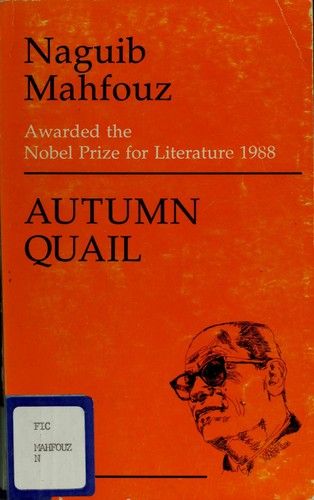 Naguib
Mahfouz
Awarded the
Nobel Prize for Literature 1988
AUTUMN
QUAIL
FIC
MAHFOUZ
N